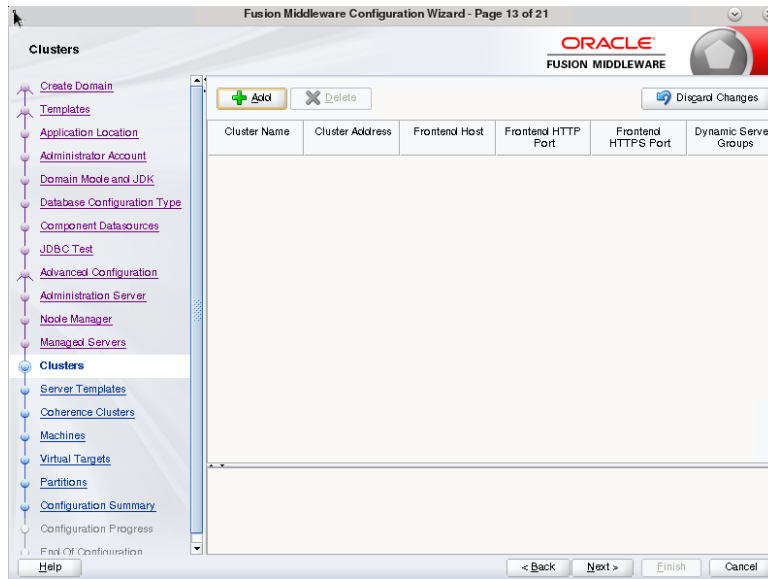 Fusion Middleware Configuration Wizard - Page 13 of 21
Clusters
ORACLE
FUSION MIDDLEWARE
Create Domain
Templates
Application Location
Administrator Account
Domain Mode and JDK
Database Configuration Type
Component Datasources
JDBC Test
Advanced Configuration
Administration Server
Node Manager
Managed Servers
Clusters
Server Templates
Coherence Clusters
Machines
Virtual Targets
Partitions
Configuration Summary
Configuration Progress
End Of Configuration
Add Delete Discard Changes
Cluster Name Cluster Address Frontend Host Frontend HTTP Port Frontend HTTPS Port Dynamic Serve Groups
Help < Back Next > Finish Cancel